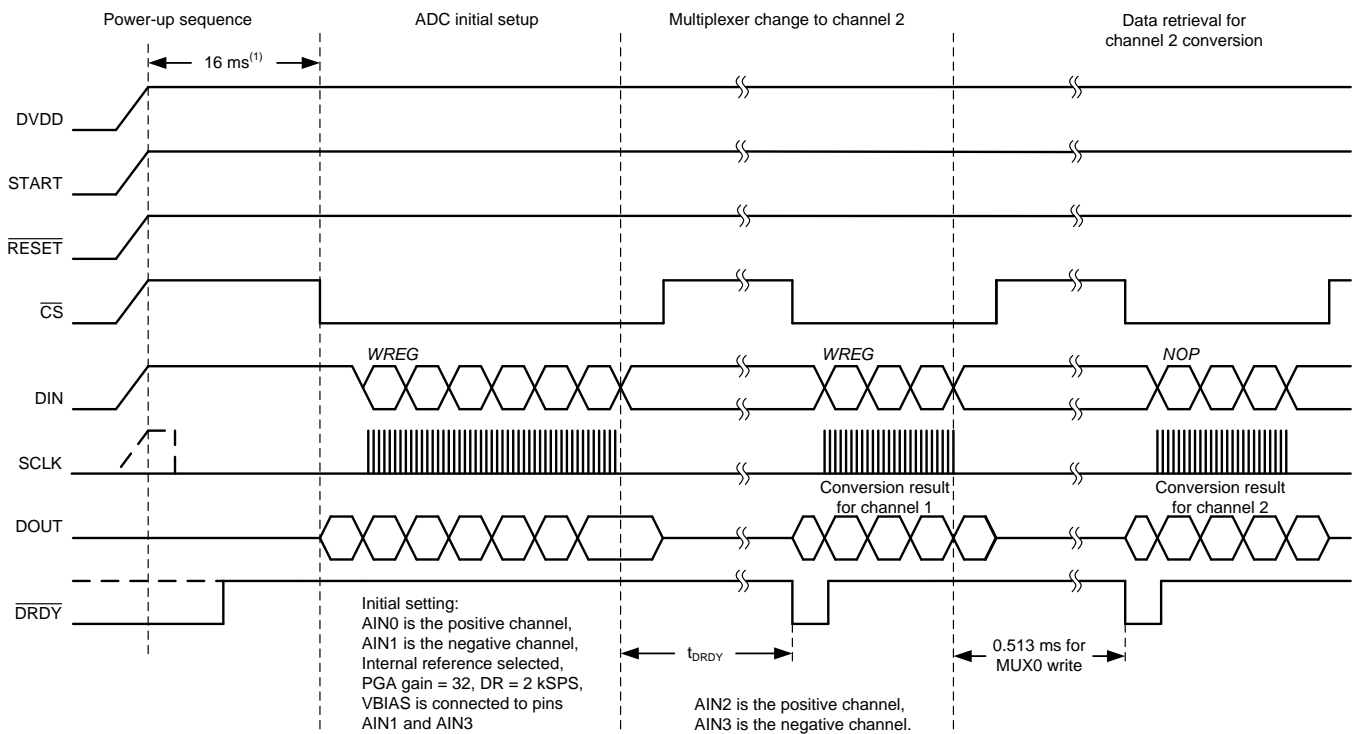 Power-up sequence
ADC initial setup
Multiplexer change to channel 2
Data retrieval for
channel 2 conversion
16 ms(1)
DVDD
START
RESET
CS
WREG
WREG
NOP
DIN
SCLK
Conversion result
for channel 1
Conversion result
for channel 2
DOUT
DRDY
Initial setting:
AIN0 is the positive channel,
AIN1 is the negative channel,
Internal reference selected,
PGA gain = 32, DR = 2 kSPS,
VBIAS is connected to pins
AIN1 and AIN3
tDRDY
0.513 ms for
MUX0 write
AIN2 is the positive channel,
AIN3 is the negative channel.